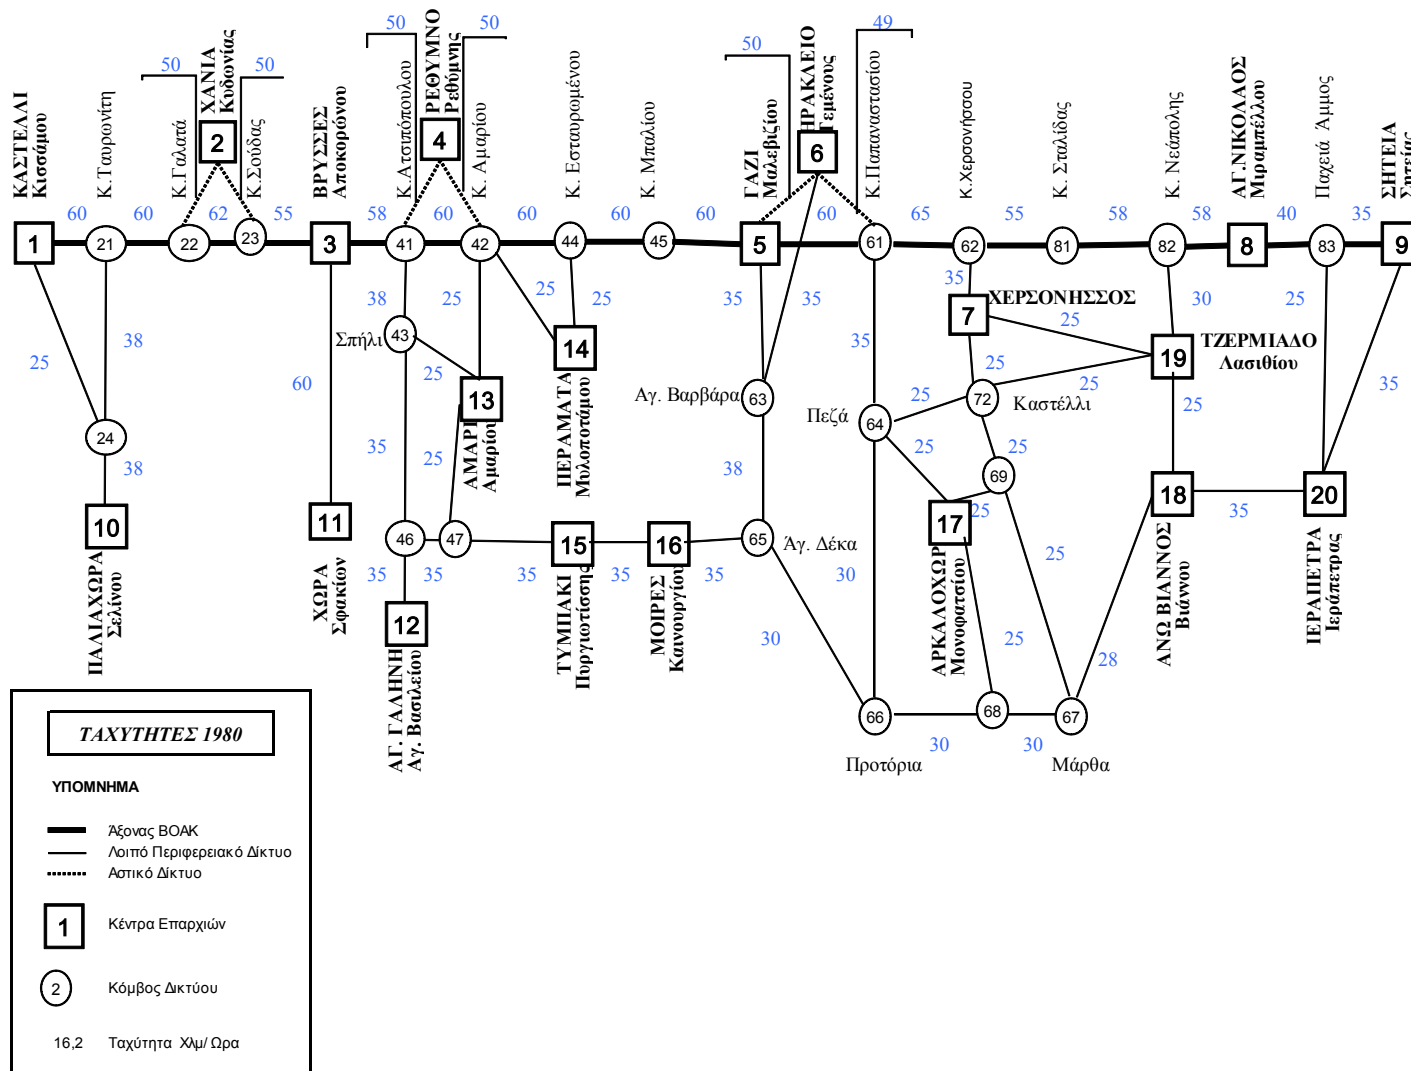 50
50
50
50
50
49
ΚΑΣΤΕΛΛΙ
Κισάμου
Κ.Ταυρωνίτη
Κ.Γαλατά
ΧΑΝΙΑ
Κυδωνίας
Κ.Σούδας
ΒΡΥΣΣΕΣ
Αποκορώνου
Κ.Ατσιπόπουλου
ΡΕΘΥΜΝΟ
Ρεθύμνης
Κ. Αμαρίου
Κ. Εσταυρωμένου
Κ. Μπαλίου
ΓΑΖΙ
Μαλεβιζίου
ΗΡΑΚΛΕΙΟ
Τεμένους
Κ.Παπαναστασίου
Κ.Χερσονήσσου
Κ. Σταλίδας
Κ. Νεάπολης
ΑΓ.ΝΙΚΟΛΑΟΣ
Μιραμπέλλου
Παχειά Άμμος
ΣΗΤΕΙΑ
Σητείας
2
4
6
60
60
62
55
58
60
60
60
60
60
65
55
58
58
40
35
1
21
22
23
3
41
42
44
45
5
61
62
81
82
8
83
9
38
25
25
25
35
35
35
30
25
7
ΧΕΡΣΟΝΗΣΣΟΣ
25
Σπήλι
43
14
35
19
ΤΖΕΡΜΙΑΔΟ
Λασιθίου
25
38
60
25
13
25
25
25
25
35
Αγ. Βαρβάρα
63
Πεζά
72
Καστέλλι
64
24
ΑΜΑΡΙ
Αμαρίου
ΠΕΡΑΜΑΤΑ
Μυλοποτάμου
38
35
25
38
25
25
69
10
11
25
17
18
35
20
46
47
15
16
65
Άγ. Δέκα
35
35
35
35
35
30
25
12
ΠΑΛΙΑΧΩΡΑ
Σελίνου
ΧΩΡΑ
Σφακίων
ΑΓ. ΓΑΛΗΝΗ
Αγ. Βασιλείου
ΤΥΜΠΑΚΙ
Πυργιωτίσσης
ΜΟΙΡΕΣ
Καινουργίου
ΑΡΚΑΛΟΧΩΡ
Μονοφατσίου
ΑΝΩ ΒΙΑΝΝΟΣ
Βιάννου
ΙΕΡΑΠΕΤΡΑ
Ιεράπετρας
30
25
28
66
68
67
30
30
Προτόρια
Μάρθα
ΤΑΧΥΤΗΤΕΣ 1980
ΥΠΟΜΝΗΜΑ
Άξονας ΒΟΑΚ
Λοιπό Περιφερειακό Δίκτυο
Αστικό Δίκτυο
1 Κέντρα Επαρχιών
2 Κόμβος Δικτύου
16,2 Ταχύτητα Χλμ/ Ωρα